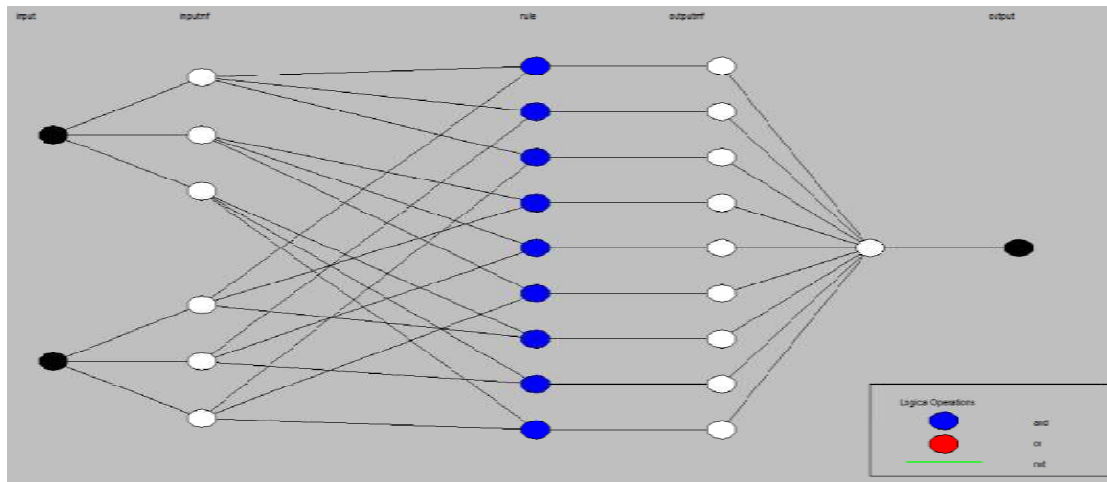 input inputmf rule outputmf output
Logical Operations
and
or
not